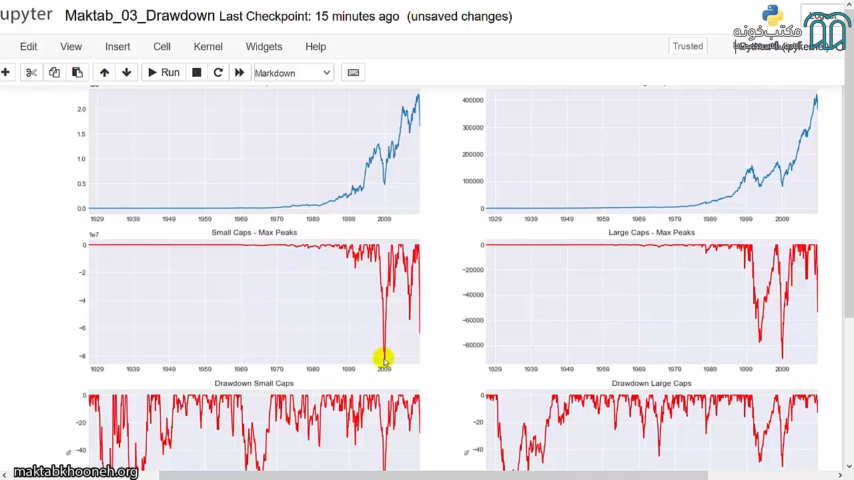 upyter Maktab_03_Drawdown Last Checkpoint: 15 minutes ago (unsaved changes)
مکتب‌خونه
Edit View Insert Cell Kernel Widgets Help
Trusted
Run
Markdown
2.0
1.5
1.0
0.5
0.0
1929 1939 1949 1959 1969 1979 1989 1999 2009
400000
300000
200000
100000
0
1929 1939 1949 1959 1969 1979 1989 1999 2009
Small Caps - Max Peaks
1e7
0
−2
−4
−6
−8
1929 1939 1949 1959 1969 1979 1989 1999 2009
Large Caps - Max Peaks
0
−20000
−40000
−60000
−80000
1929 1939 1949 1959 1969 1979 1989 1999 2009
Drawdown Small Caps
0
−20
%
−40
Drawdown Large Caps
0
−20
%
−40
maktabkhooneh.org